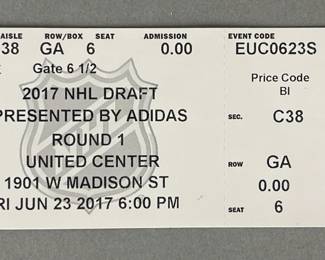 AISLE ROW/BOX SEAT ADMISSION EVENT CODE
38 GA 6 0.00 EUC0623S
Gate 6 1/2
Price Code
BI
2017 NHL DRAFT
PRESENTED BY ADIDAS
SEC. C38
ROUND 1
UNITED CENTER
ROW GA
1901 W MADISON ST
0.00
RI JUN 23 2017 6:00 PM
SEAT 6